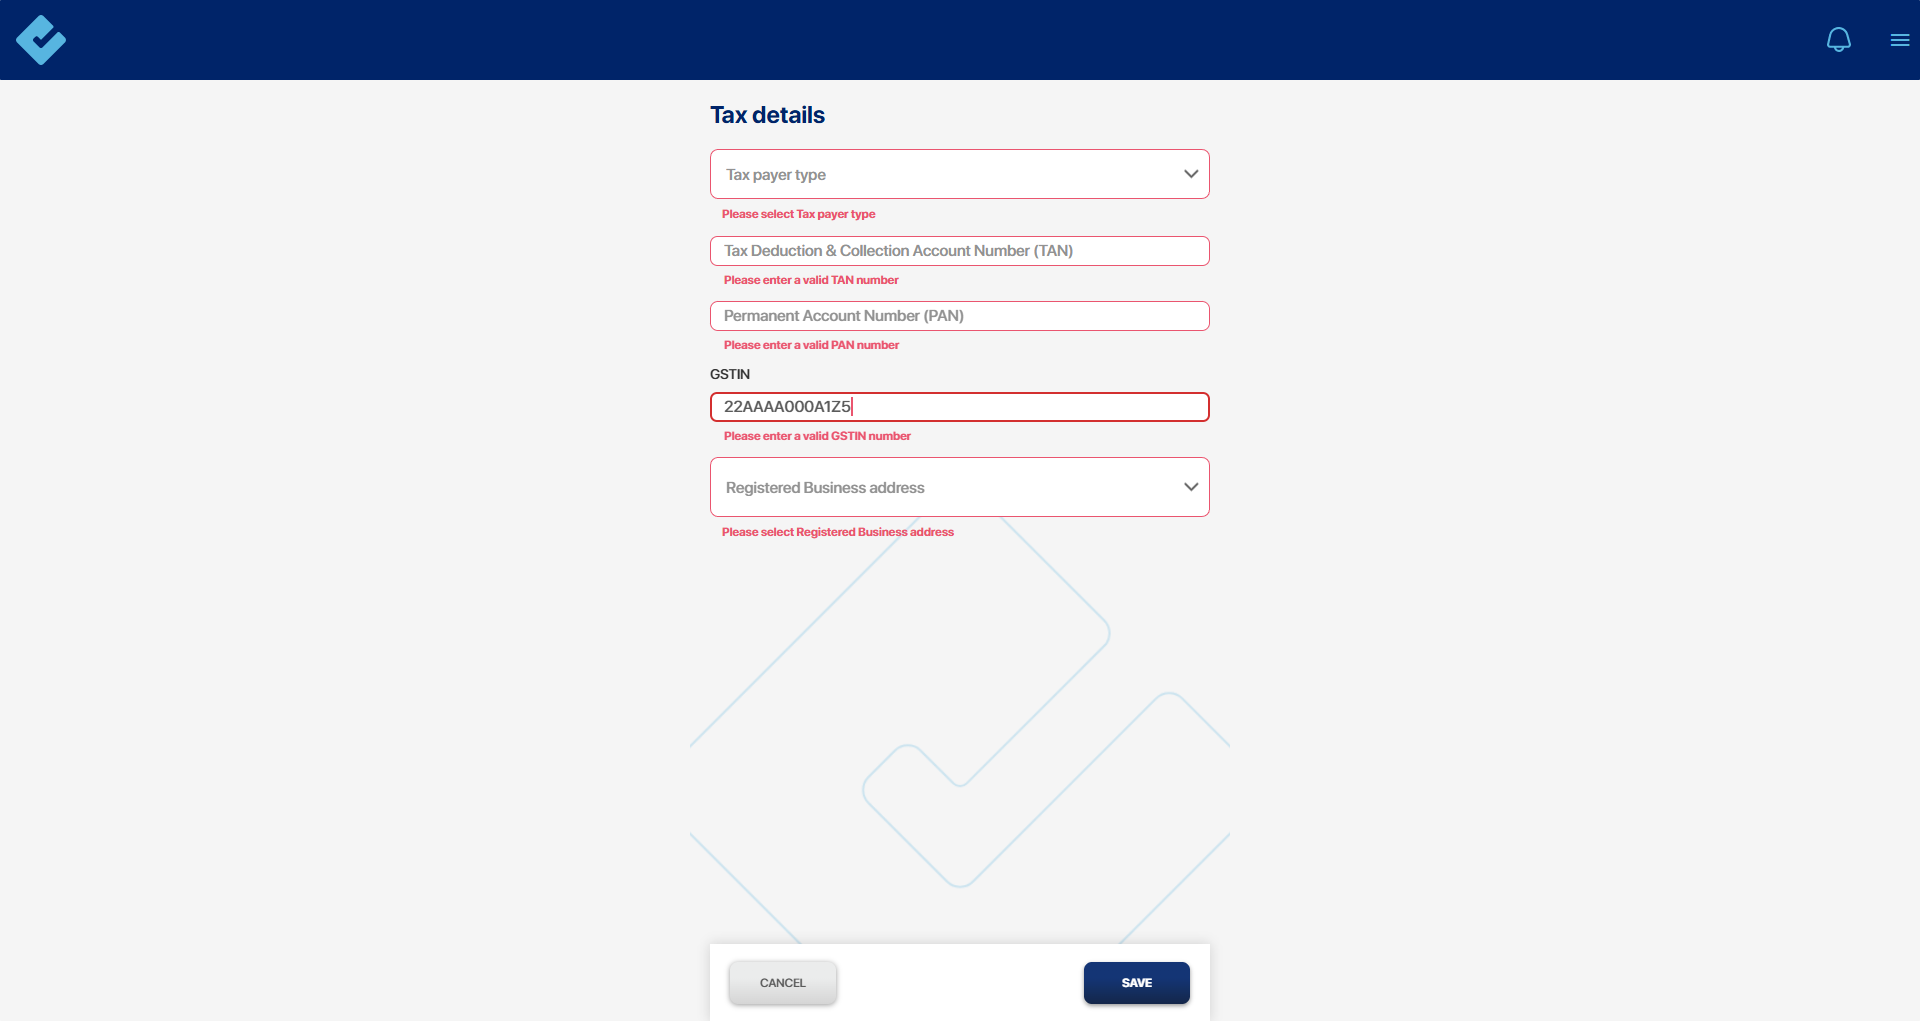 Tax details
Tax payer type
Please select Tax payer type
Tax Deduction & Collection Account Number (TAN)
Please enter a valid TAN number
Permanent Account Number (PAN)
Please enter a valid PAN number
GSTIN
22AAAA000A1Z5
Please enter a valid GSTIN number
Registered Business address
Please select Registered Business address
CANCEL
SAVE